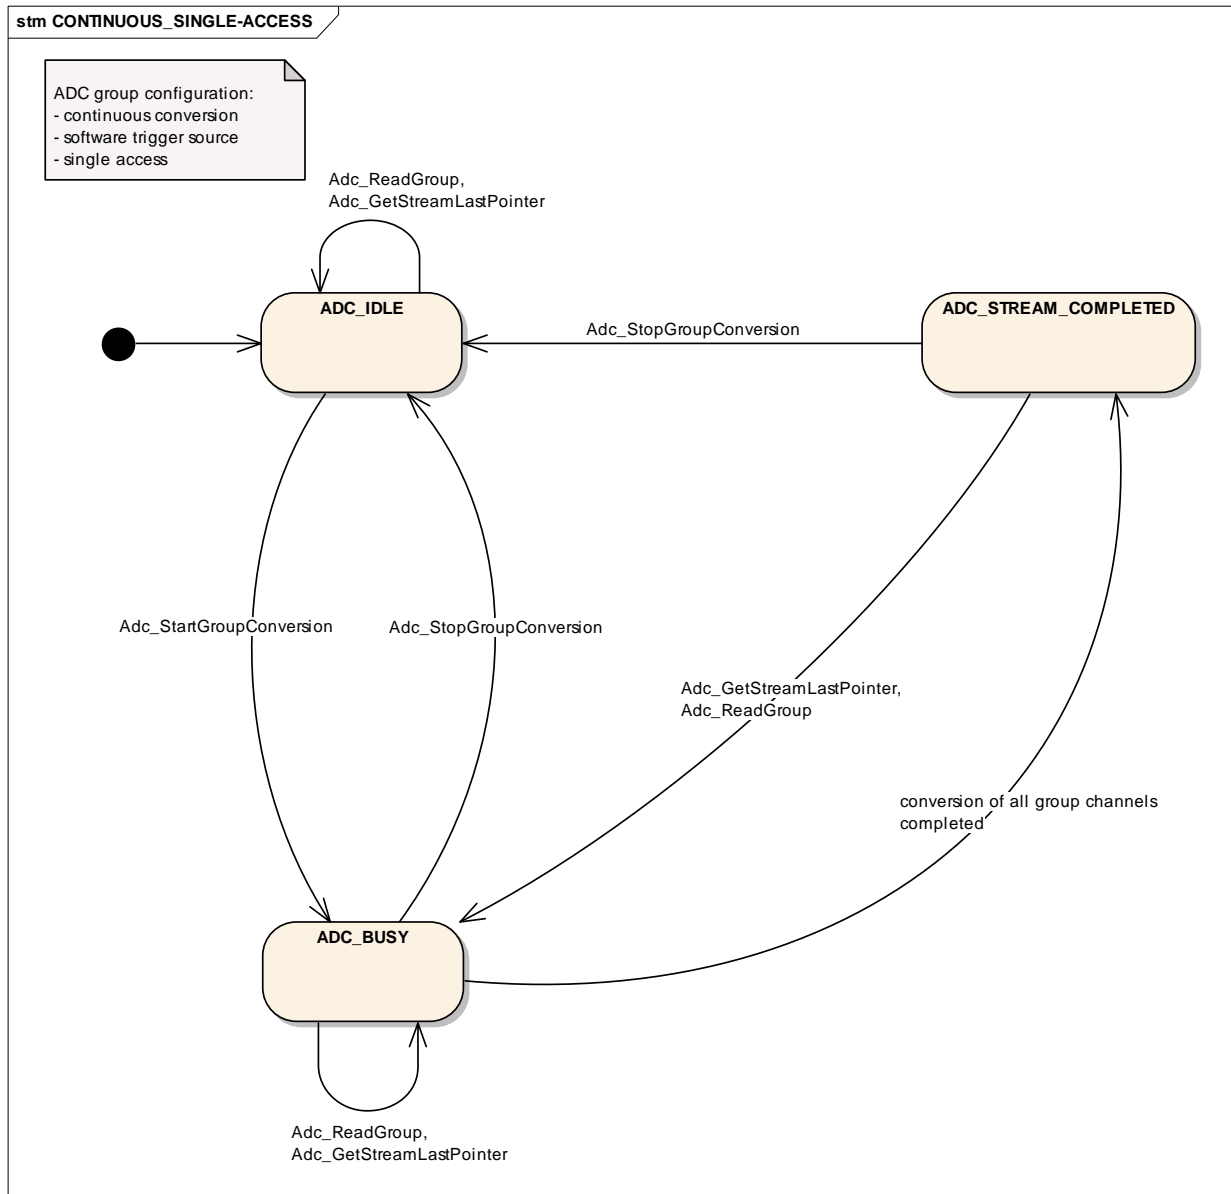 stm CONTINUOUS_SINGLE-ACCESS
ADC group configuration:
- continuous conversion
- software trigger source
- single access
Adc_ReadGroup,
Adc_GetStreamLastPointer
ADC_IDLE
ADC_STREAM_COMPLETED
Adc_StopGroupConversion
Adc_StartGroupConversion
Adc_StopGroupConversion
Adc_GetStreamLastPointer,
Adc_ReadGroup
conversion of all group channels
completed
ADC_BUSY
Adc_ReadGroup,
Adc_GetStreamLastPointer